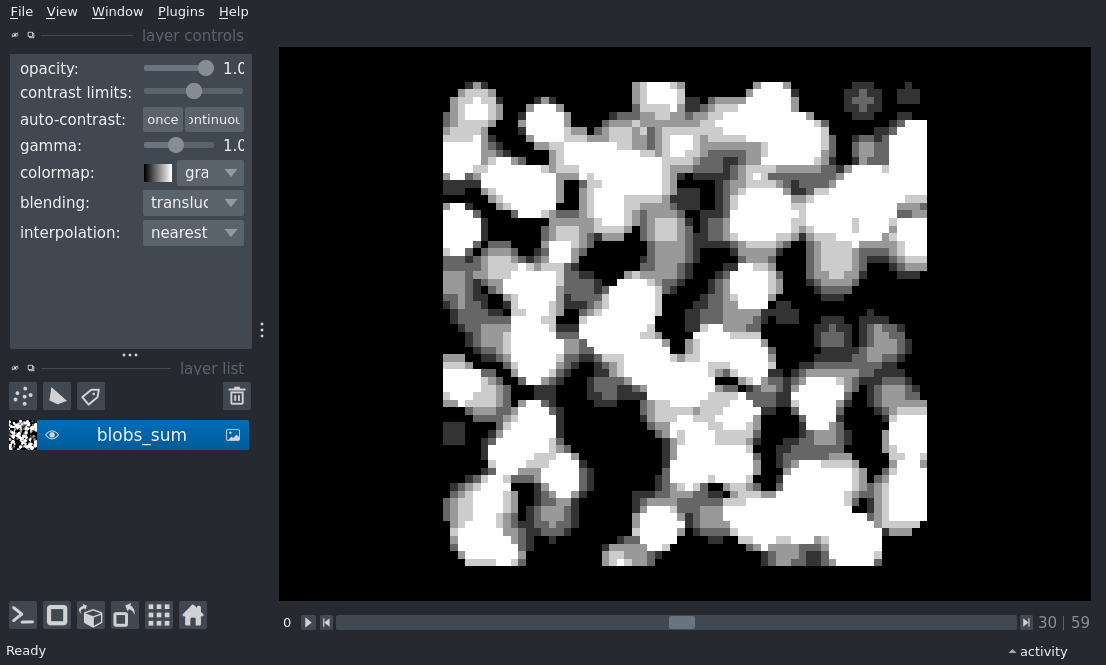 File View Window Plugins Help
layer controls
opacity: 1.0
contrast limits:
auto-contrast: once ontinuou
gamma: 1.0
colormap: gra
blending: transluc
interpolation: nearest
layer list
blobs_sum
0 30 | 59
Ready activity